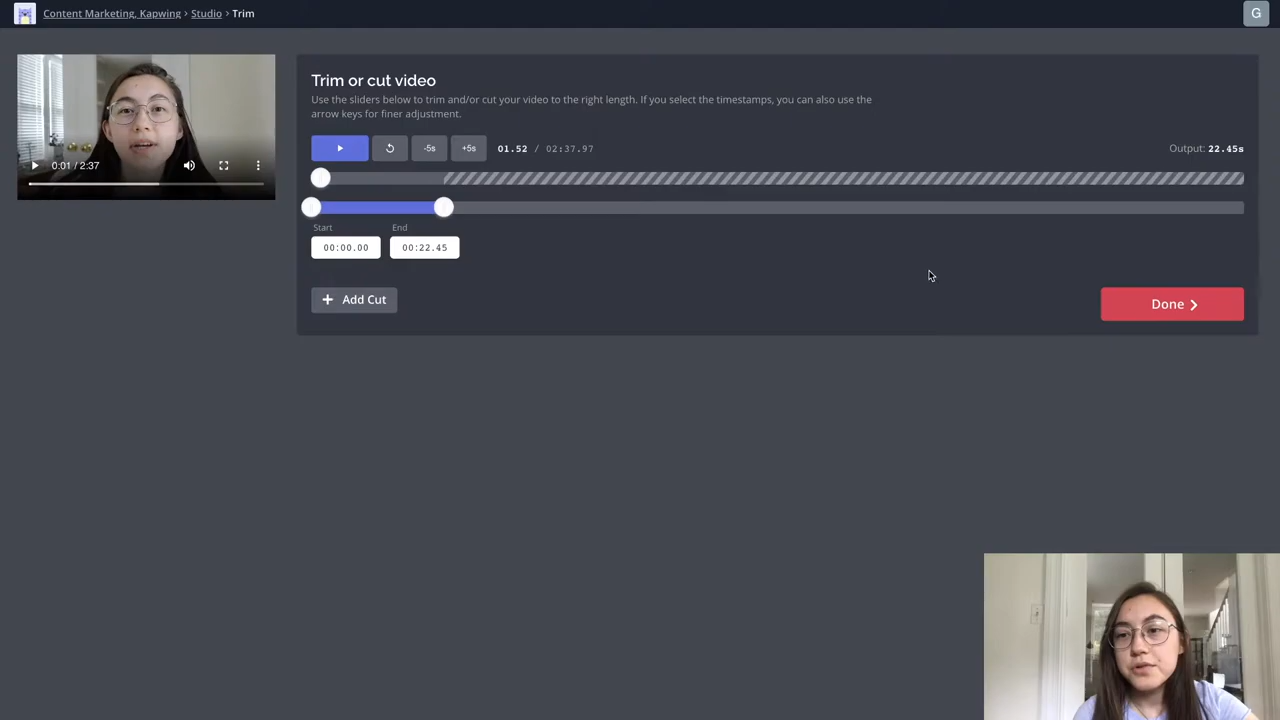 Content Marketing, Kapwing › Studio › Trim
G
Trim or cut video
Use the sliders below to trim and/or cut your video to the right length. If you select the timestamps, you can also use the
arrow keys for finer adjustment.
-5s +5s 01.52 / 02:37.97 Output: 22.45s
0:01 / 2:37
Start End
00:00.00 00:22.45
+ Add Cut
Done